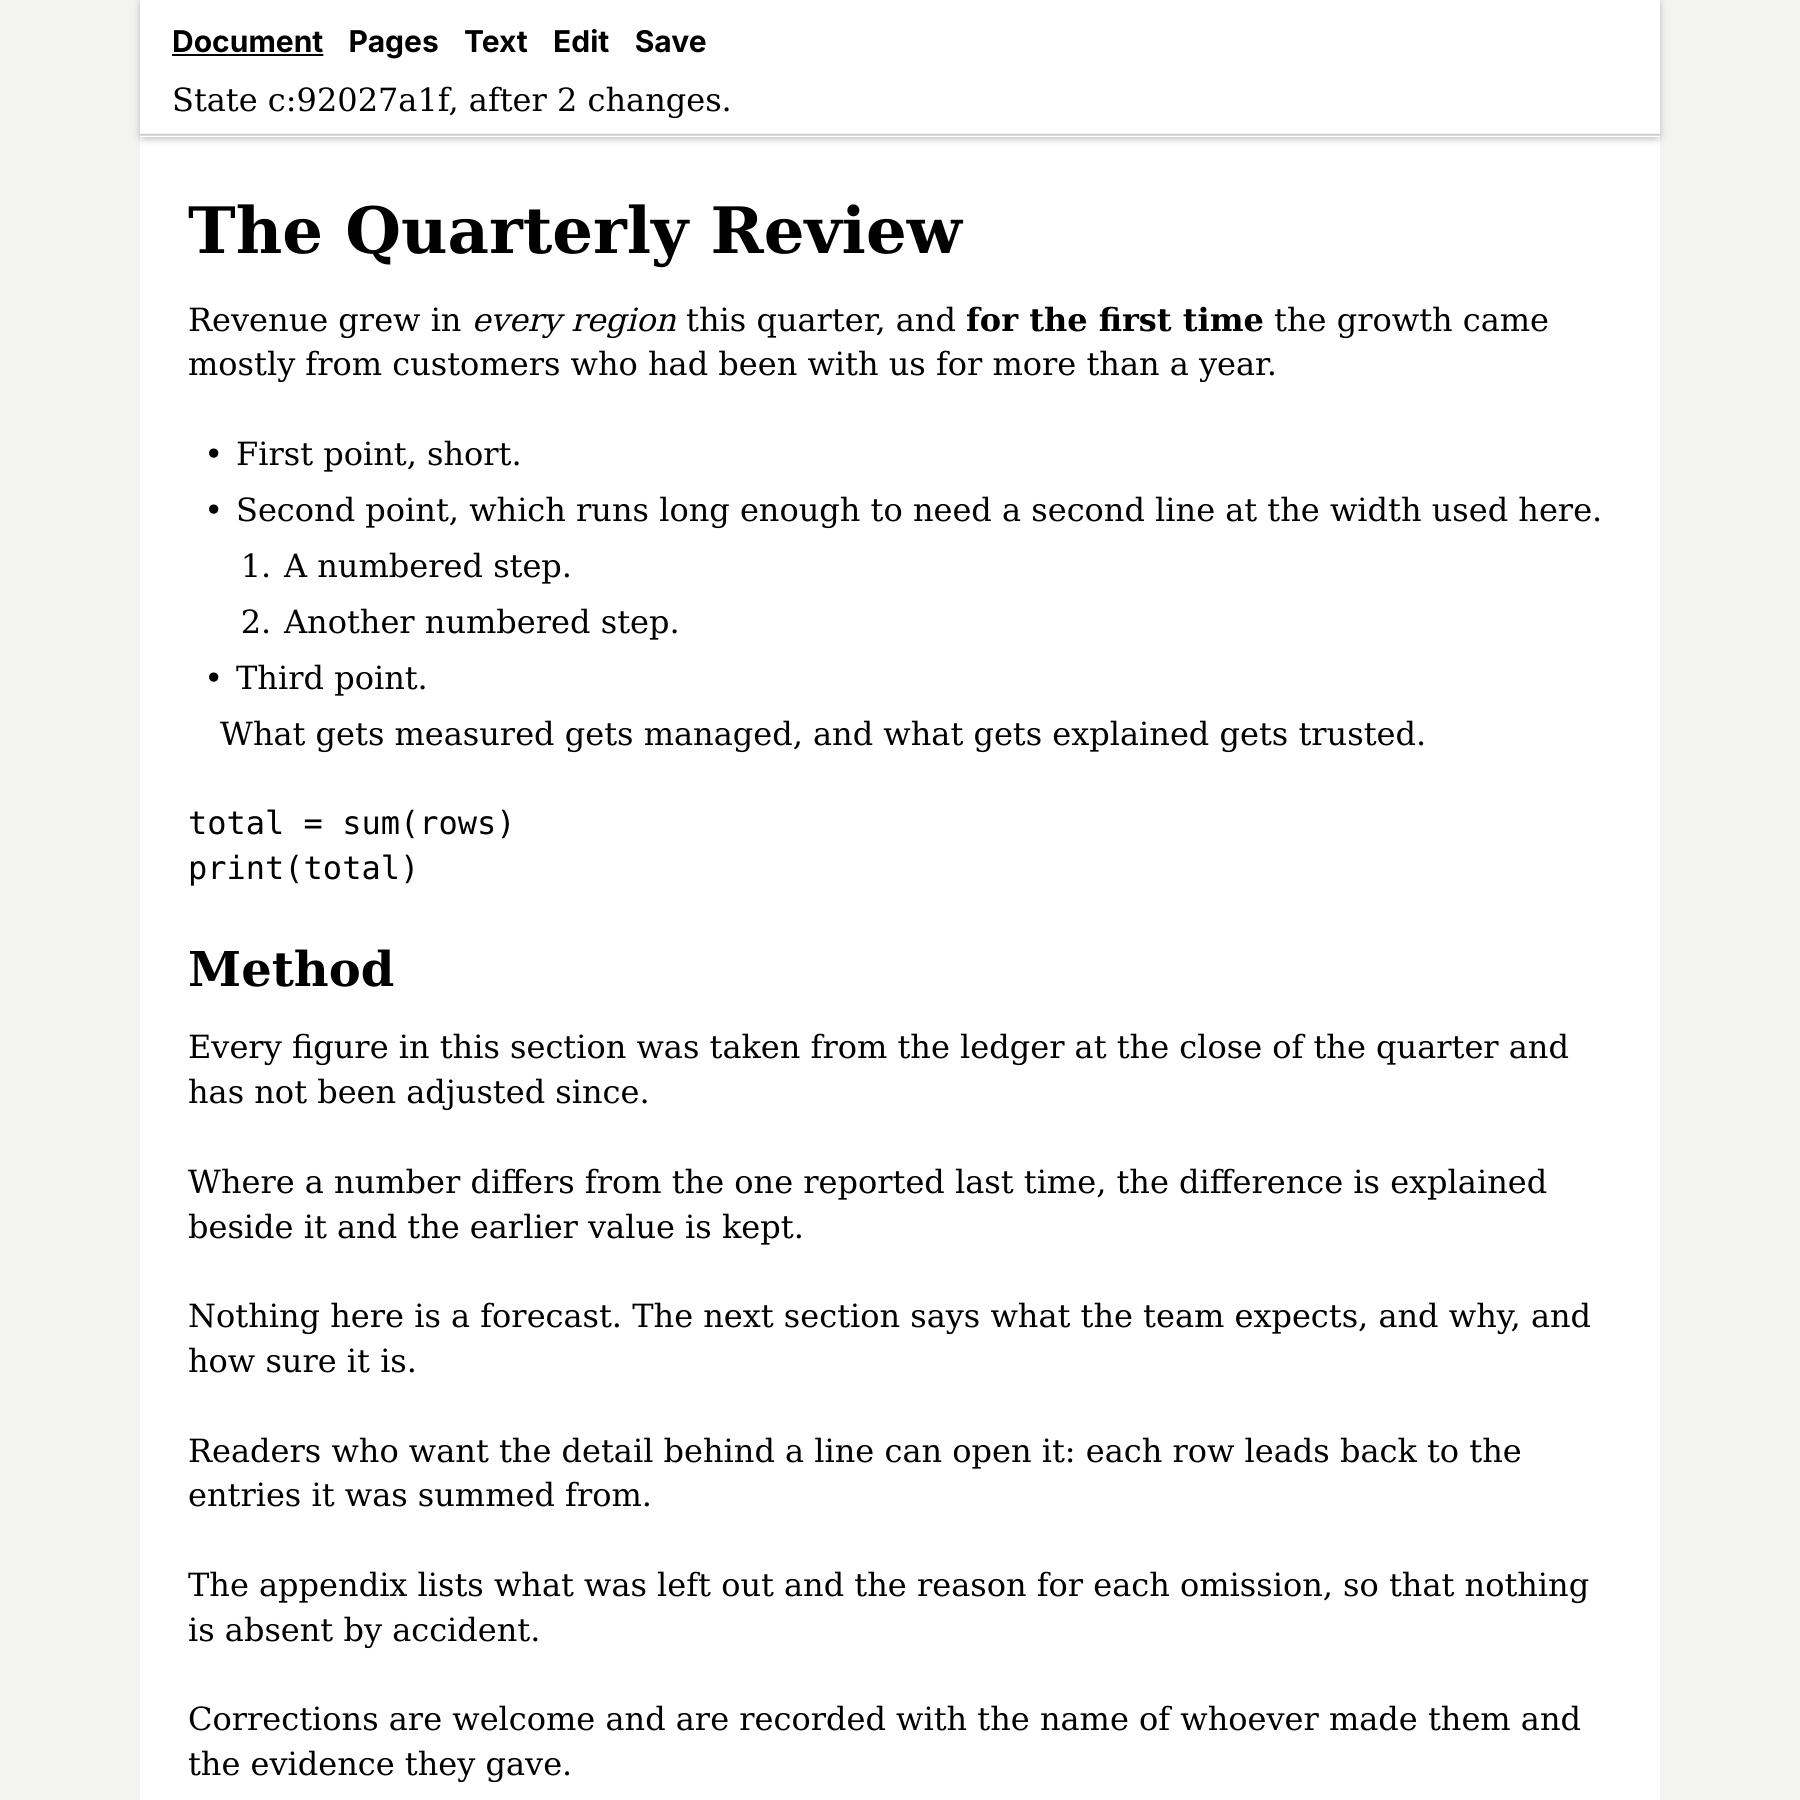 Document Pages Text Edit Save
State c:92027a1f, after 2 changes.
The Quarterly Review
Revenue grew in every region this quarter, and for the first time the growth came
mostly from customers who had been with us for more than a year.
• First point, short.
• Second point, which runs long enough to need a second line at the width used here.
1. A numbered step.
2. Another numbered step.
• Third point.
What gets measured gets managed, and what gets explained gets trusted.
total = sum(rows)
print(total)
Method
Every figure in this section was taken from the ledger at the close of the quarter and
has not been adjusted since.
Where a number differs from the one reported last time, the difference is explained
beside it and the earlier value is kept.
Nothing here is a forecast. The next section says what the team expects, and why, and
how sure it is.
Readers who want the detail behind a line can open it: each row leads back to the
entries it was summed from.
The appendix lists what was left out and the reason for each omission, so that nothing
is absent by accident.
Corrections are welcome and are recorded with the name of whoever made them and
the evidence they gave.